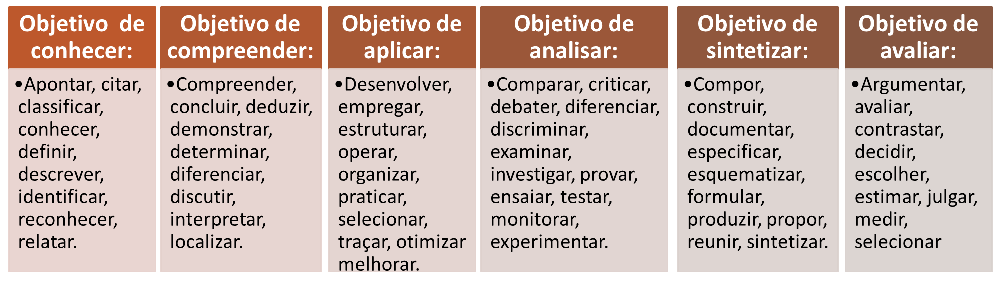 Objetivo de
conhecer:
•Apontar, citar,
classificar,
conhecer,
definir,
descrever,
identificar,
reconhecer,
relatar.
Objetivo de
compreender:
•Compreender,
concluir, deduzir,
demonstrar,
determinar,
diferenciar,
discutir,
interpretar,
localizar.
Objetivo de
aplicar:
•Desenvolver,
empregar,
estruturar,
operar,
organizar,
praticar,
selecionar,
traçar, otimizar
melhorar.
Objetivo de
analisar:
•Comparar, criticar,
debater, diferenciar,
discriminar,
examinar,
investigar, provar,
ensaiar, testar,
monitorar,
experimentar.
Objetivo de
sintetizar:
•Compor,
construir,
documentar,
especificar,
esquematizar,
formular,
produzir, propor,
reunir, sintetizar.
Objetivo de
avaliar:
•Argumentar,
avaliar,
contrastar,
decidir,
escolher,
estimar, julgar,
medir,
selecionar